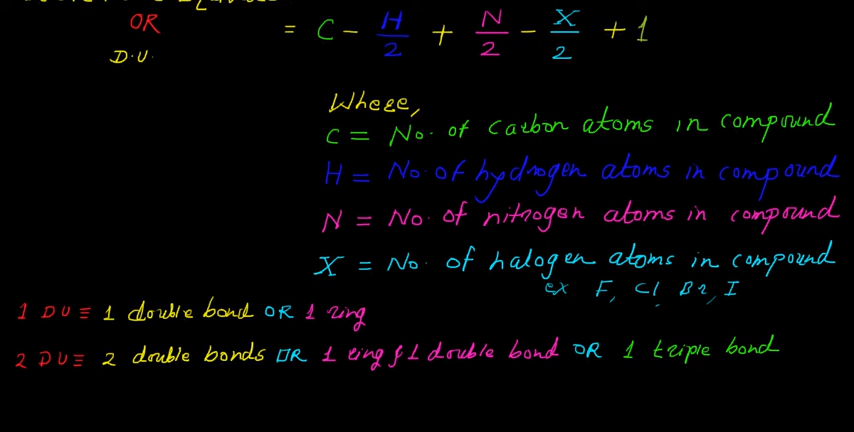 OR
D.U.
= C - H/2 + N/2 - X/2 + 1
Where,
C = No. of carbon atoms in compound
H = No. of hydrogen atoms in compound
N = No. of nitrogen atoms in compound
X = No. of halogen atoms in compound
ex F, Cl, Br, I
1 DU ≡ 1 double bond OR 1 ring
2 DU ≡ 2 double bonds OR 1 ring & 1 double bond OR 1 triple bond